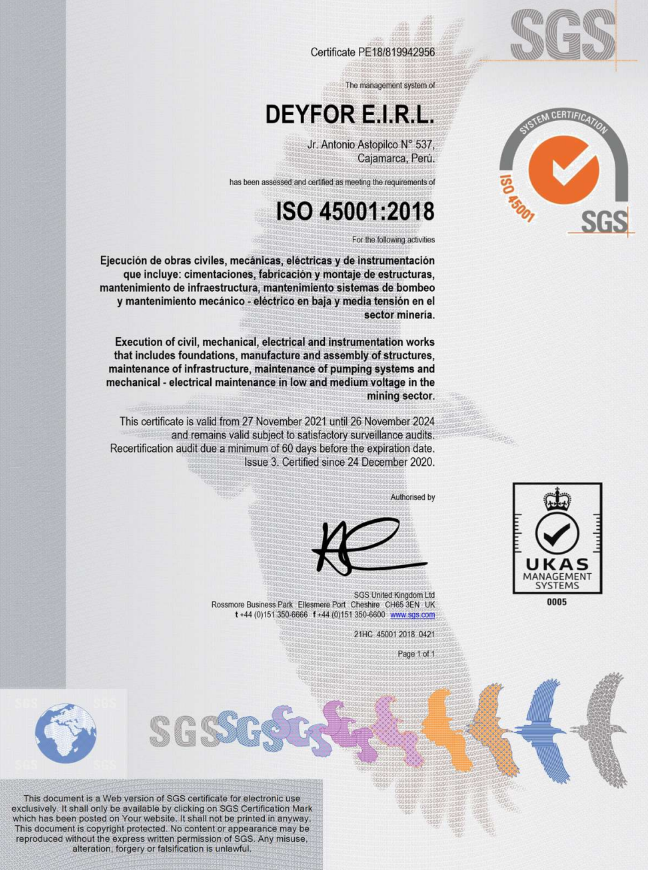 SGS
Certificate PE18/819942956
The management system of
DEYFOR E.I.R.L.
Jr. Antonio Astopilco N° 537,
Cajamarca, Perú.
has been assessed and certified as meeting the requirements of
ISO 45001:2018
For the following activities
SYSTEM CERTIFICATION
ISO 45001
SGS
Ejecución de obras civiles, mecánicas, eléctricas y de instrumentación
que incluye: cimentaciones, fabricación y montaje de estructuras,
mantenimiento de infraestructura, mantenimiento sistemas de bombeo
y mantenimiento mecánico - eléctrico en baja y media tensión en el
sector minería.
Execution of civil, mechanical, electrical and instrumentation works
that includes foundations, manufacture and assembly of structures,
maintenance of infrastructure, maintenance of pumping systems and
mechanical - electrical maintenance in low and medium voltage in the
mining sector.
This certificate is valid from 27 November 2021 until 26 November 2024
and remains valid subject to satisfactory surveillance audits.
Recertification audit due a minimum of 60 days before the expiration date.
Issue 3. Certified since 24 December 2020.
Authorised by
SGS United Kingdom Ltd
Rossmore Business Park Ellesmere Port Cheshire CH65 3EN UK
t +44 (0)151 350-6666 f +44 (0)151 350-6600 www.sgs.com
21HC 45001 2018 0421
Page 1 of 1
UKAS
MANAGEMENT
SYSTEMS
0005
SGS SGS
SGS SGS
SGS SGS SGS
This document is a Web version of SGS certificate for electronic use
exclusively. It shall only be available by clicking on SGS Certification Mark
which has been posted on Your website. It shall not be printed in anyway.
This document is copyright protected. No content or appearance may be
reproduced without the express written permission of SGS. Any misuse,
alteration, forgery or falsification is unlawful.